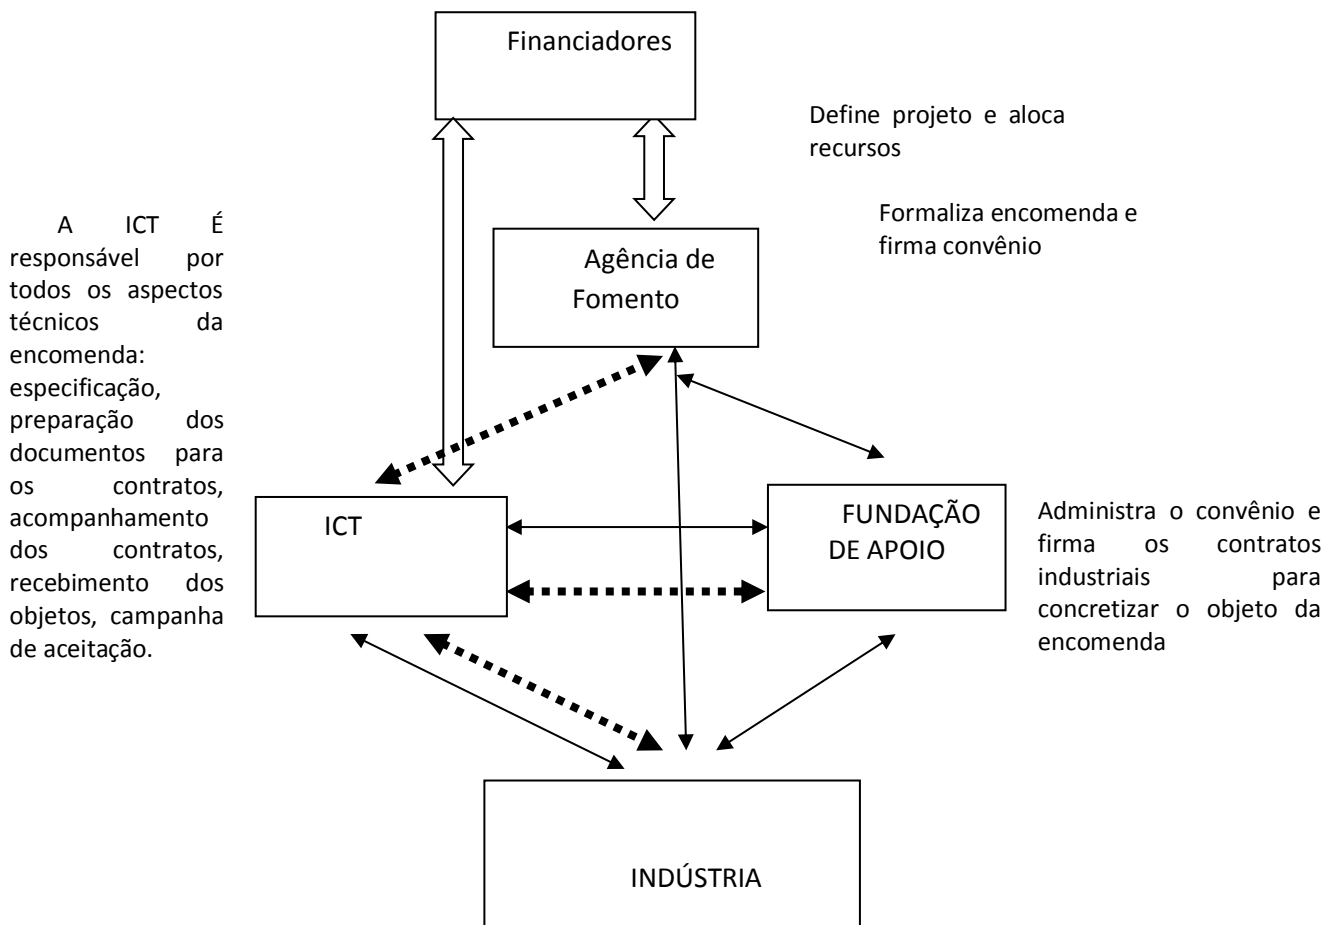 Financiadores
Define projeto e aloca
recursos
Formaliza encomenda e
firma convênio
Agência de
Fomento
A ICT É
responsável por
todos os aspectos
técnicos da
encomenda:
especificação,
preparação dos
documentos para
os contratos,
acompanhamento
dos contratos,
recebimento dos
objetos, campanha
de aceitação.
ICT
FUNDAÇÃO
DE APOIO
Administra o convênio e
firma os contratos
industriais para
concretizar o objeto da
encomenda
INDÚSTRIA